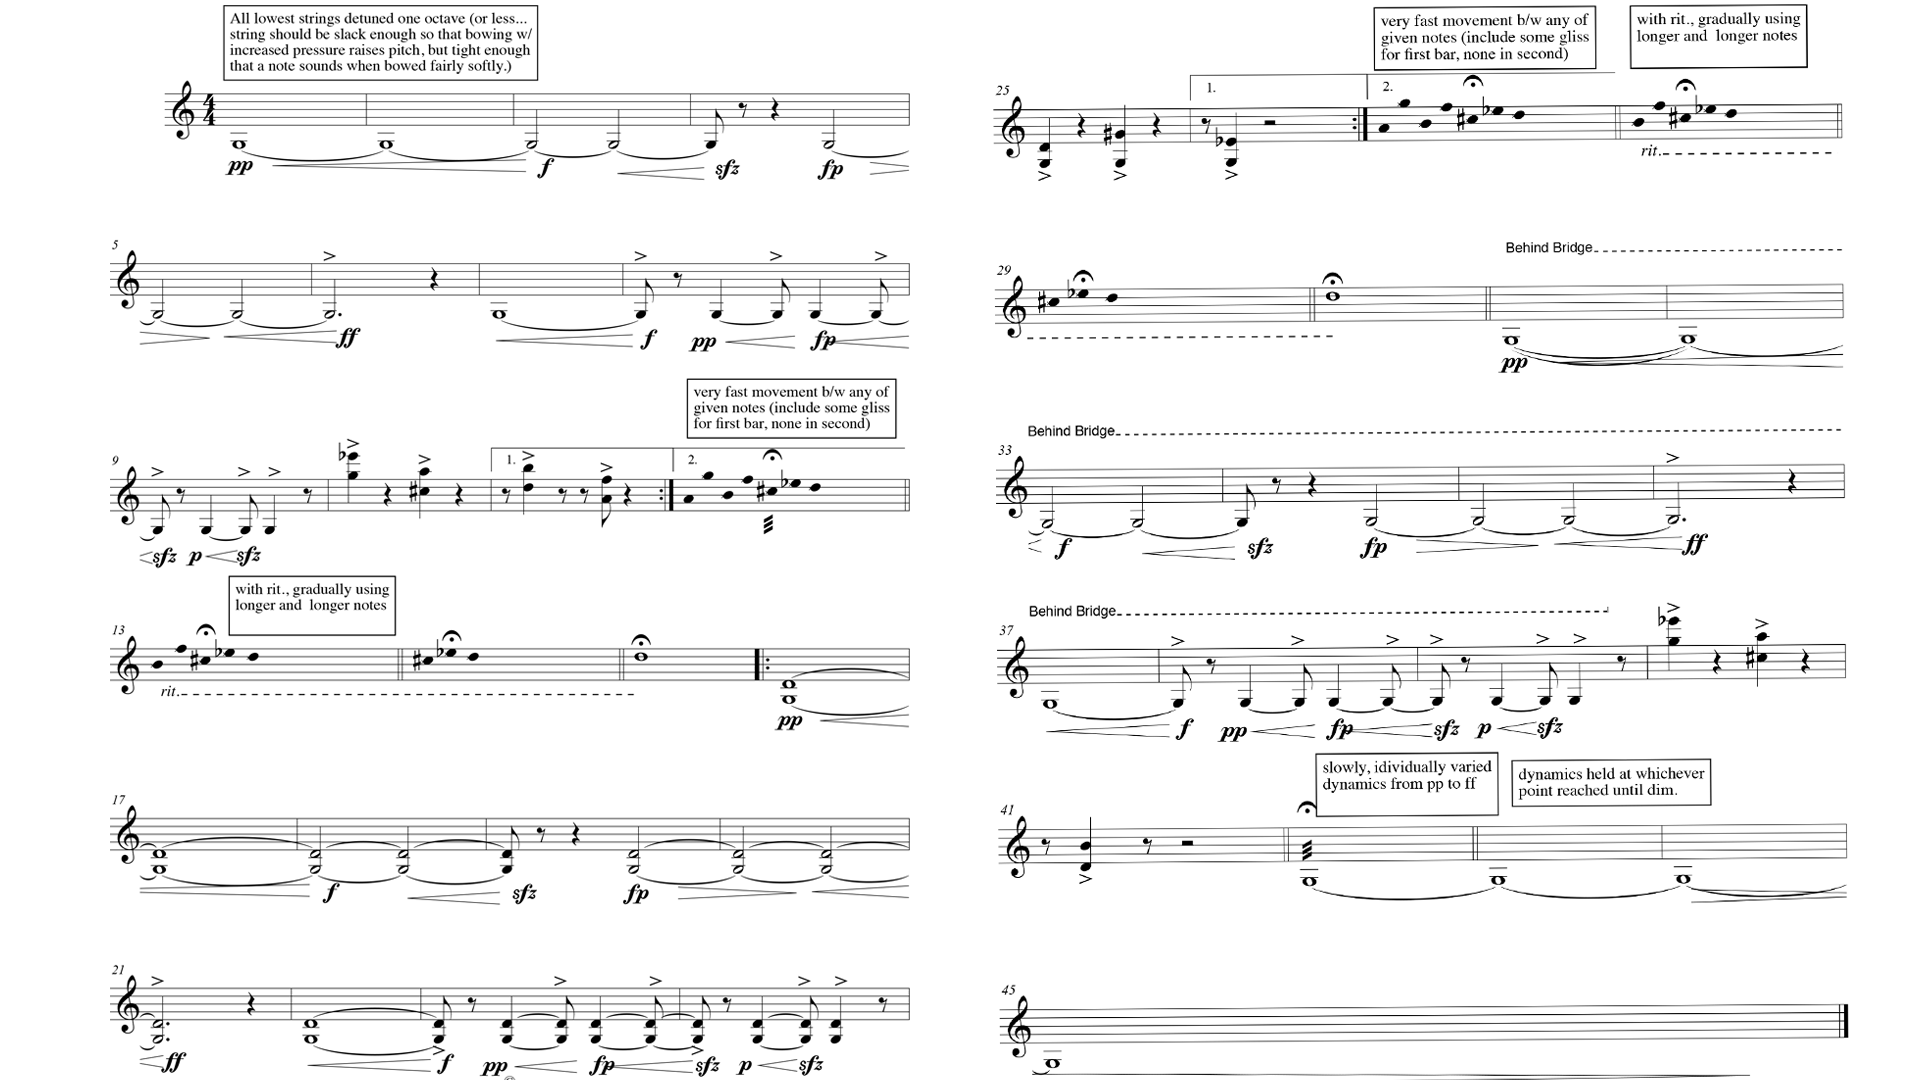 All lowest strings detuned one octave (or less...
string should be slack enough so that bowing w/
increased pressure raises pitch, but tight enough
that a note sounds when bowed fairly softly.)
4
4
pp f sfz fp
5
ff f pp fp
very fast movement b/w any of
given notes (include some gliss
for first bar, none in second)
9
1. 2.
sfz p sfz
with rit., gradually using
longer and longer notes
13
rit.
pp
17
f sfz fp
21
ff f pp fp sfz p sfz
very fast movement b/w any of
given notes (include some gliss
for first bar, none in second)
with rit., gradually using
longer and longer notes
25
1. 2.
rit.
Behind Bridge
29
pp
Behind Bridge
33
f sfz fp ff
Behind Bridge
37
f pp fp sfz p sfz
slowly, idividually varied
dynamics from pp to ff
dynamics held at whichever
point reached until dim.
41
45